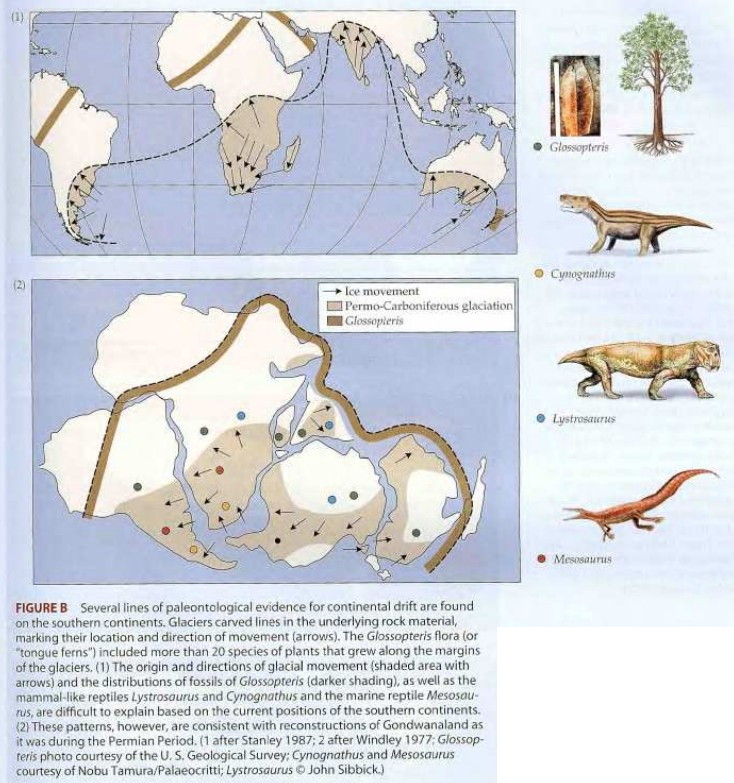 (1)
Glossopteris
Cynognathus
(2)
Ice movement
Permo-Carboniferous glaciation
Glossopteris
Lystrosaurus
Mesosaurus
FIGURE B Several lines of paleontological evidence for continental drift are found
on the southern continents. Glaciers carved lines in the underlying rock material,
marking their location and direction of movement (arrows). The Glossopteris flora (or
"tongue ferns") included more than 20 species of plants that grew along the margins
of the glaciers. (1) The origin and directions of glacial movement (shaded area with
arrows) and the distributions of fossils of Glossopteris (darker shading), as well as the
mammal-like reptiles Lystrosaurus and Cynognathus and the marine reptile Mesosau-
rus, are difficult to explain based on the current positions of the southern continents.
(2) These patterns, however, are consistent with reconstructions of Gondwanaland as
it was during the Permian Period. (1 after Stanley 1987; 2 after Windley 1977; Glossop-
teris photo courtesy of the U. S. Geological Survey; Cynognathus and Mesosaurus
courtesy of Nobu Tamura/Palaeocritti; Lystrosaurus © John Sibbick.)